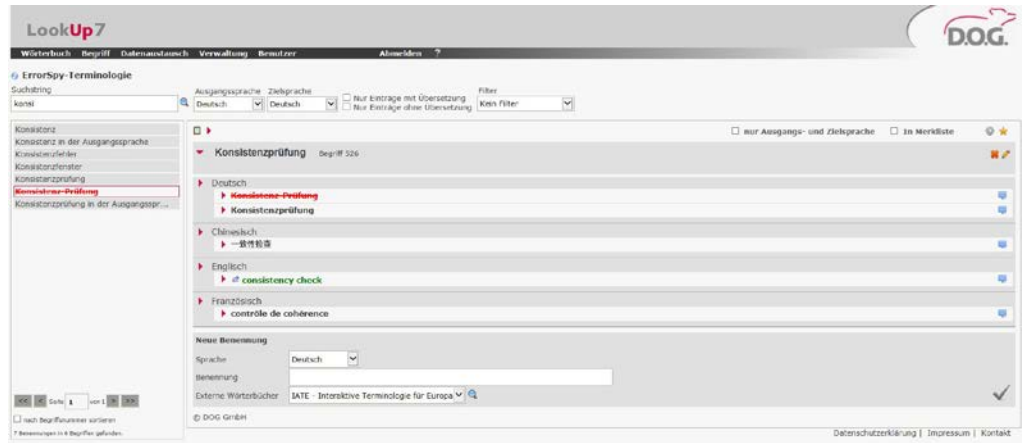 LookUp7
D.O.G.
Wörterbuch Begriff Datenaustausch Verwaltung Benutzer Abmelden ?
ErrorSpy-Terminologie
Suchstring
Ausgangssprache Zielsprache
Filter
konsi
Deutsch Deutsch
Nur Einträge mit Übersetzung
Nur Einträge ohne Übersetzung
Kein Filter
Konsistenz
Konsistenz in der Ausgangssprache
Konsistenzfehler
Konsistenzfenster
Konsistenzprüfung
Konsistenz-Prüfung
Konsistenzprüfung in der Ausgangsspr...
nur Ausgangs- und Zielsprache In Merkliste
Konsistenzprüfung Begriff 526
Deutsch
Konsistenz-Prüfung
Konsistenzprüfung
Chinesisch
一致性检查
Englisch
consistency check
Französisch
contrôle de cohérence
Neue Benennung
Sprache Deutsch
Benennung
Externe Wörterbücher IATE - Interaktive Terminologie für Europa
<< < Seite 1 von 1 > >>
nach Begriffsnummer sortieren
7 Benennungen in 6 Begriffen gefunden.
© DOG GmbH
Datenschutzerklärung | Impressum | Kontakt